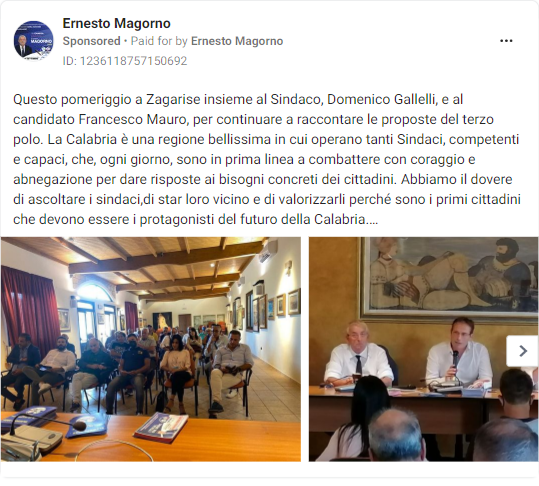 Ernesto Magorno
Sponsored • Paid for by Ernesto Magorno
ID: 1236118757150692
Questo pomeriggio a Zagarise insieme al Sindaco, Domenico Gallelli, e al
candidato Francesco Mauro, per continuare a raccontare le proposte del terzo
polo. La Calabria è una regione bellissima in cui operano tanti Sindaci, competenti
e capaci, che, ogni giorno, sono in prima linea a combattere con coraggio e
abnegazione per dare risposte ai bisogni concreti dei cittadini. Abbiamo il dovere
di ascoltare i sindaci,di star loro vicino e di valorizzarli perché sono i primi cittadini
che devono essere i protagonisti del futuro della Calabria....